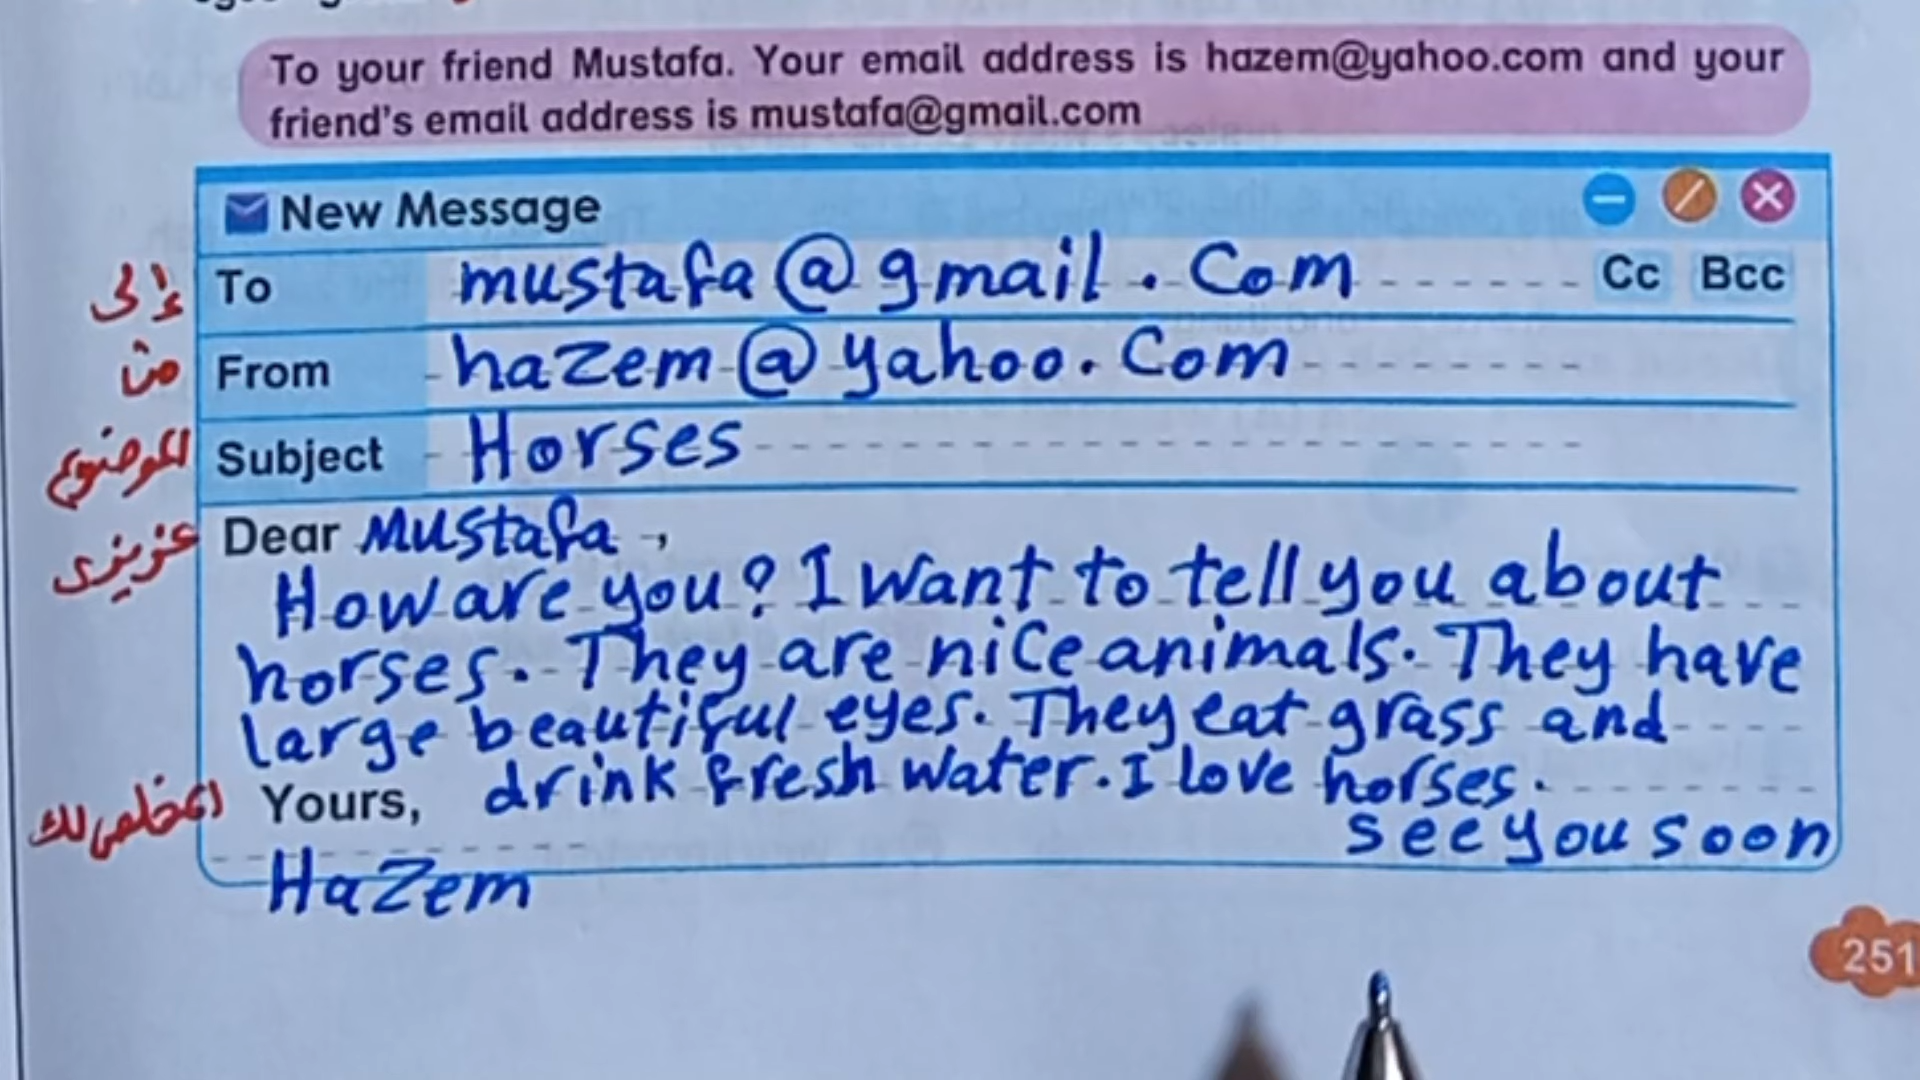 To your friend Mustafa. Your email address is hazem@yahoo.com and your
friend's email address is mustafa@gmail.com
New Message
إلى To mustafa@gmail.Com Cc Bcc
من From hazem@yahoo.Com
الموضوع Subject Horses
عزيزى Dear Mustafa,
How are you? I want to tell you about
horses. They are nice animals. They have
large beautiful eyes. They eat grass and
drink fresh water. I love horses.
المخلص لك Yours,
see you soon
Hazem
251